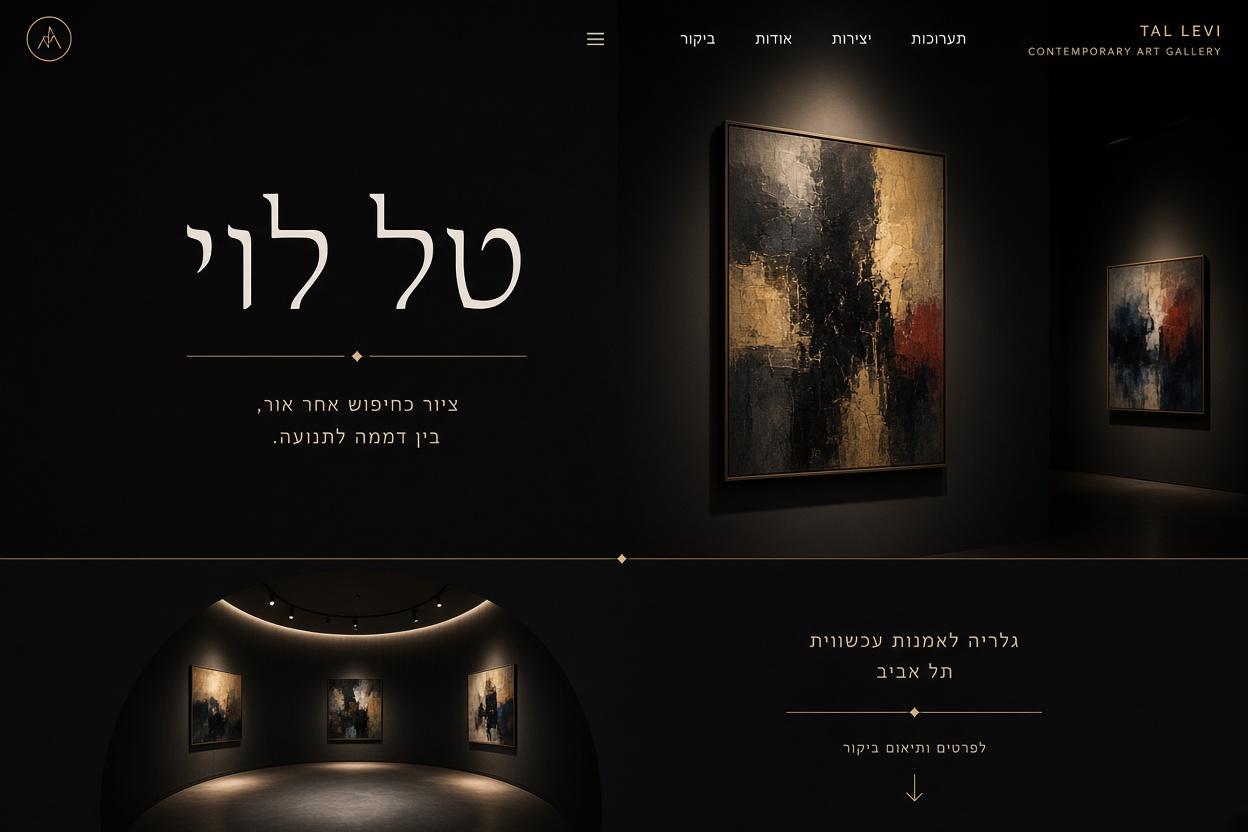 TAL LEVI
CONTEMPORARY ART GALLERY
תערוכות
יצירות
אודות
ביקור
טל לוי
ציור כחיפוש אחר אור,
בין דממה לתנועה.
גלריה לאמנות עכשווית
תל אביב
לפרטים ותיאום ביקור